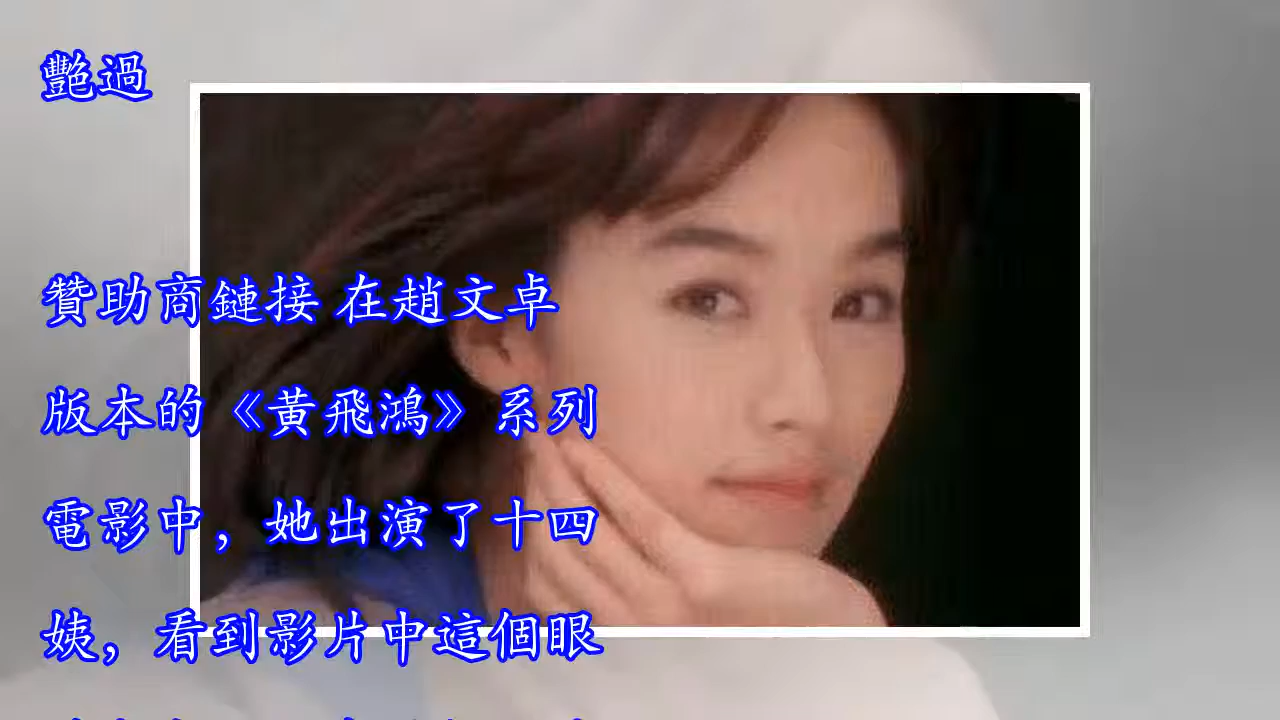 艷過
贊助商鏈接 在趙文卓
版本的《黃飛鴻》系列
電影中，她出演了十四
姨，看到影片中這個眼